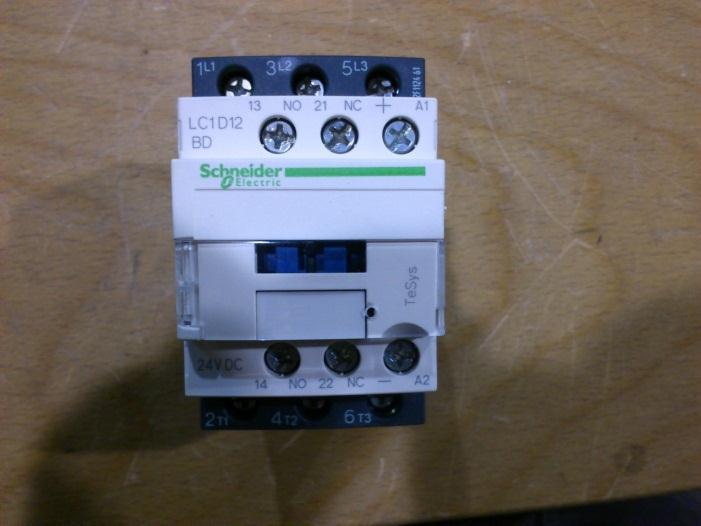 1L1 3L2 5L3
13 NO 21 NC + A1
LC1D12
BD
Schneider
Electric
TeSys
24V DC
14 NO 22 NC — A2
2T1 4T2 6T3